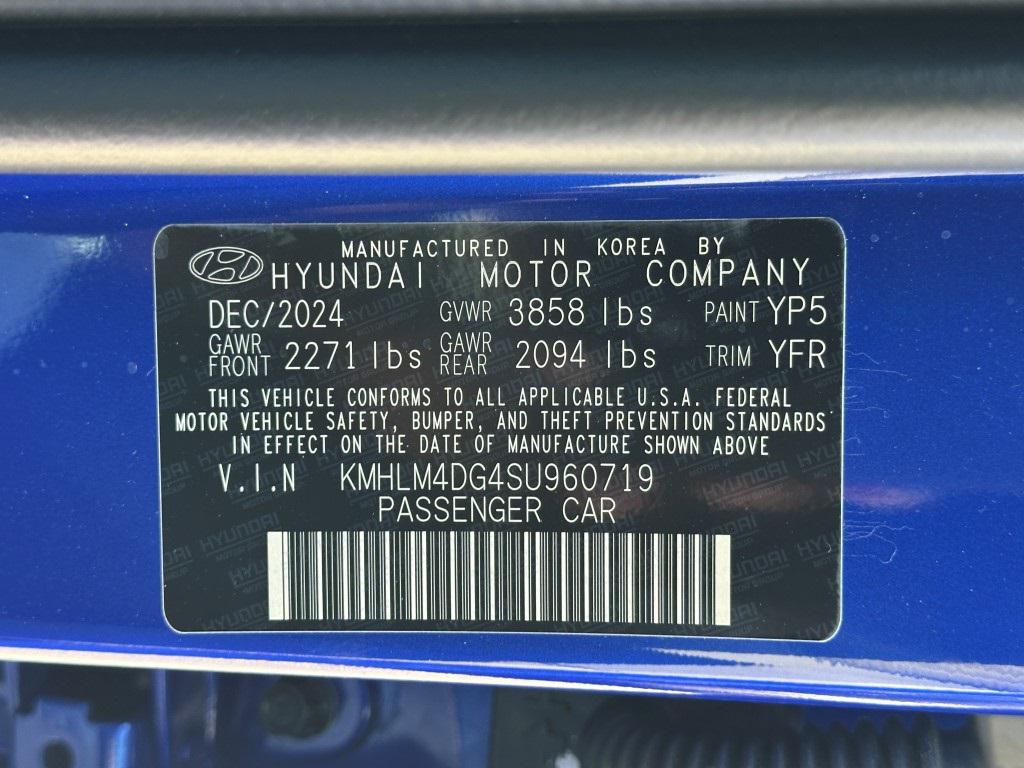 MANUFACTURED IN KOREA BY
HYUNDAI MOTOR COMPANY
DEC/2024 GVWR 3858 lbs PAINT YP5
GAWR FRONT 2271 lbs GAWR REAR 2094 lbs TRIM YFR
THIS VEHICLE CONFORMS TO ALL APPLICABLE U.S.A. FEDERAL
MOTOR VEHICLE SAFETY, BUMPER, AND THEFT PREVENTION STANDARDS
IN EFFECT ON THE DATE OF MANUFACTURE SHOWN ABOVE
V.I.N KMHLM4DG4SU960719
PASSENGER CAR